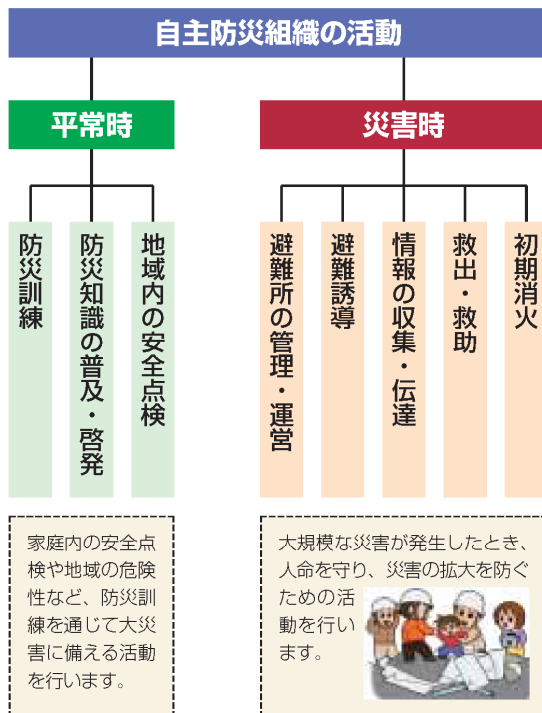 自主防災組織の活動
平常時
災害時
地域内の安全点検
防災知識の普及・啓発
防災訓練
初期消火
救出・救助
情報の収集・伝達
避難誘導
避難所の管理・運営
家庭内の安全点
検や地域の危険
性など、防災訓
練を通じて大災
害に備える活動
を行います。
大規模な災害が発生したとき、
人命を守り、災害の拡大を防ぐ
ための活
動を行い
ます。